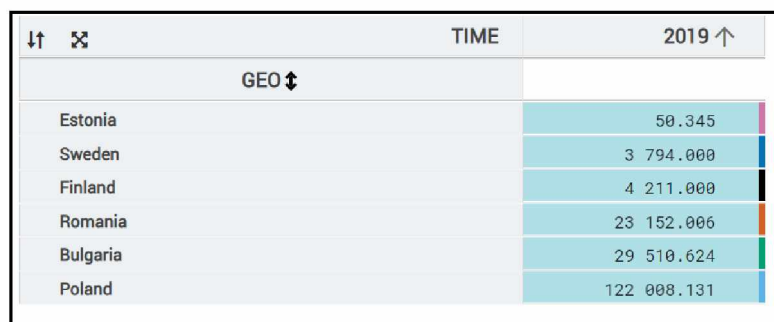 TIME 2019
GEO
Estonia 50.345
Sweden 3 794.000
Finland 4 211.000
Romania 23 152.006
Bulgaria 29 510.624
Poland 122 008.131